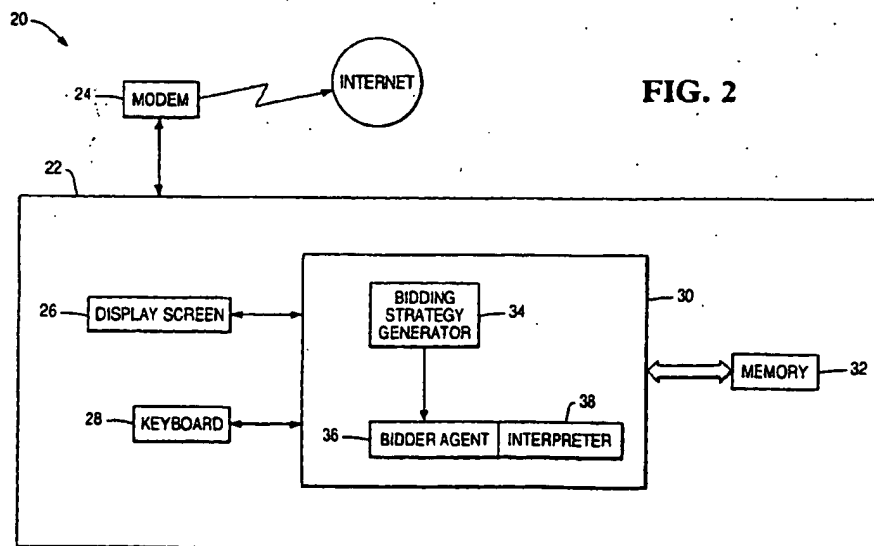 20
INTERNET
24
MODEM
FIG. 2
22
30
BIDDING
STRATEGY
GENERATOR
34
26
DISPLAY SCREEN
MEMORY
32
38
28
KEYBOARD
36
BIDDER AGENT
INTERPRETER